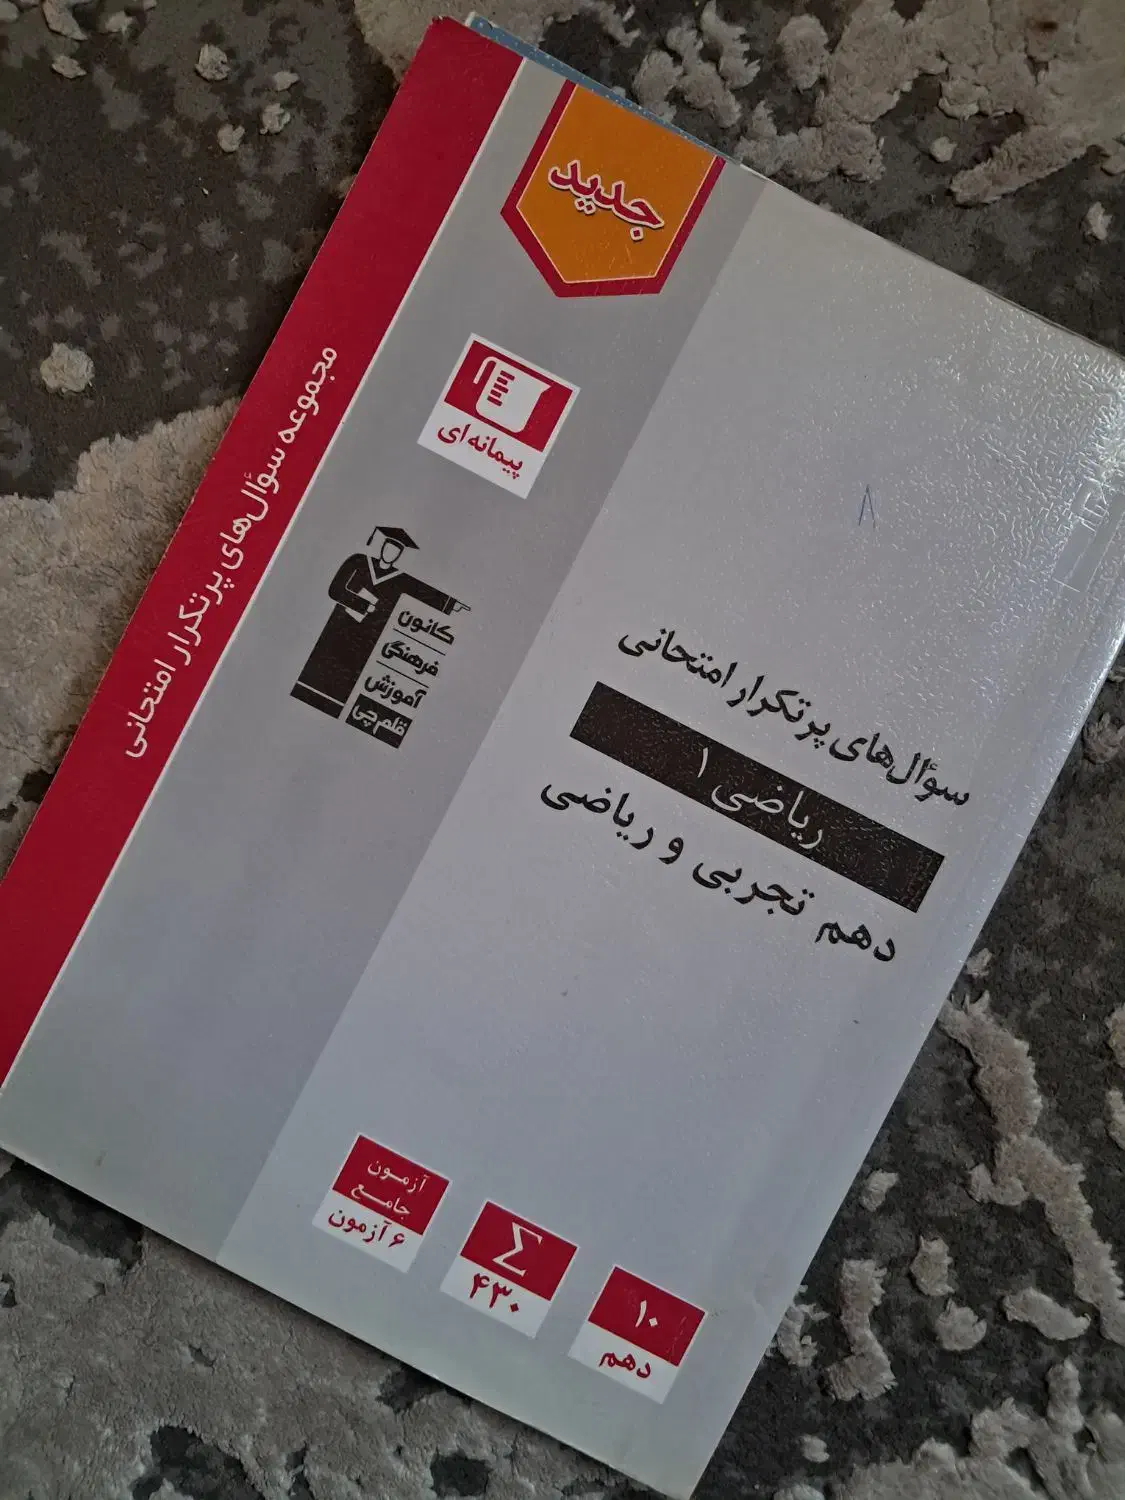 جدید
پیمانه‌ای
مجموعه سؤال‌های پرتکرار امتحانی
کانون
فرهنگی
آموزش
قلم‌چی
سؤال‌های پرتکرار امتحانی
ریاضی ۱
دهم تجربی و ریاضی
۱۰
دهم
Σ
۴۳۰
آزمون
جامع
۶ آزمون